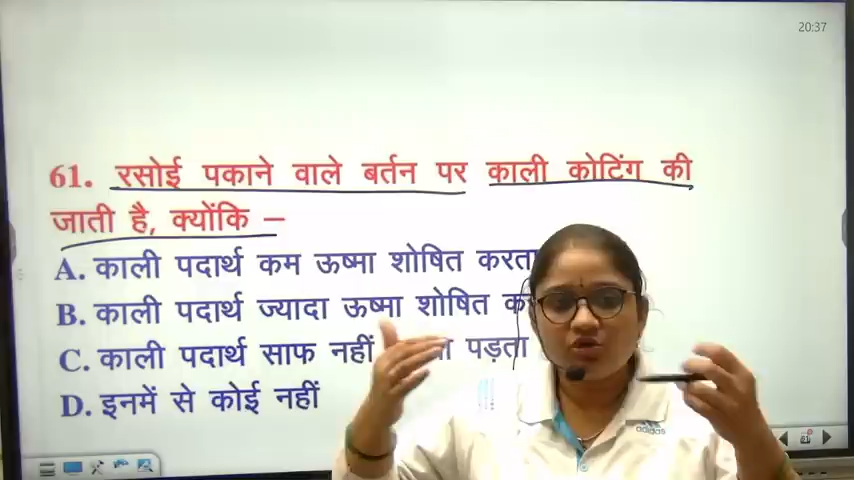 20:37
61. रसोई पकाने वाले बर्तन पर काली कोटिंग की
जाती है, क्योंकि –
A. काली पदार्थ कम ऊष्मा शोषित करता
B. काली पदार्थ ज्यादा ऊष्मा शोषित
C. काली पदार्थ साफ नहीं पड़ता
D. इनमें से कोई नहीं
adidas